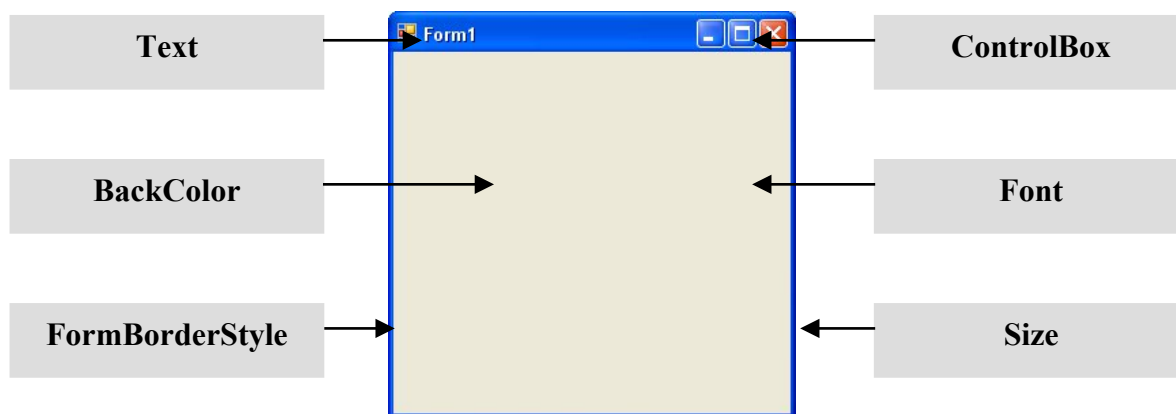 Text
Form1
ControlBox
BackColor
Font
FormBorderStyle
Size